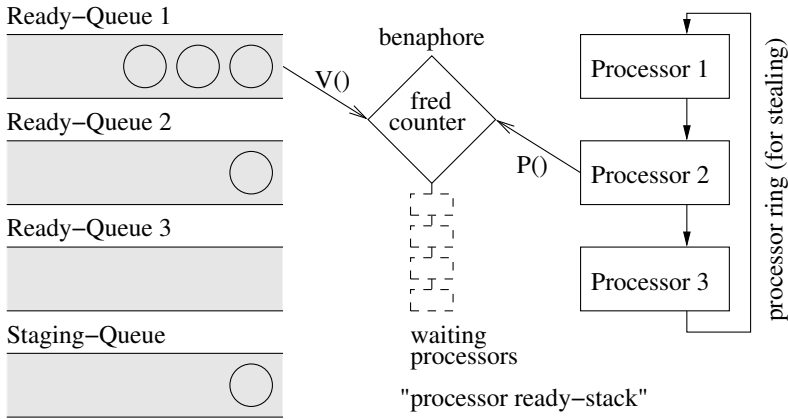 Ready-Queue 1
Ready-Queue 2
Ready-Queue 3
Staging-Queue
V()
benaphore
fred
counter
P()
waiting
processors
"processor ready-stack"
Processor 1
Processor 2
Processor 3
processor ring (for stealing)